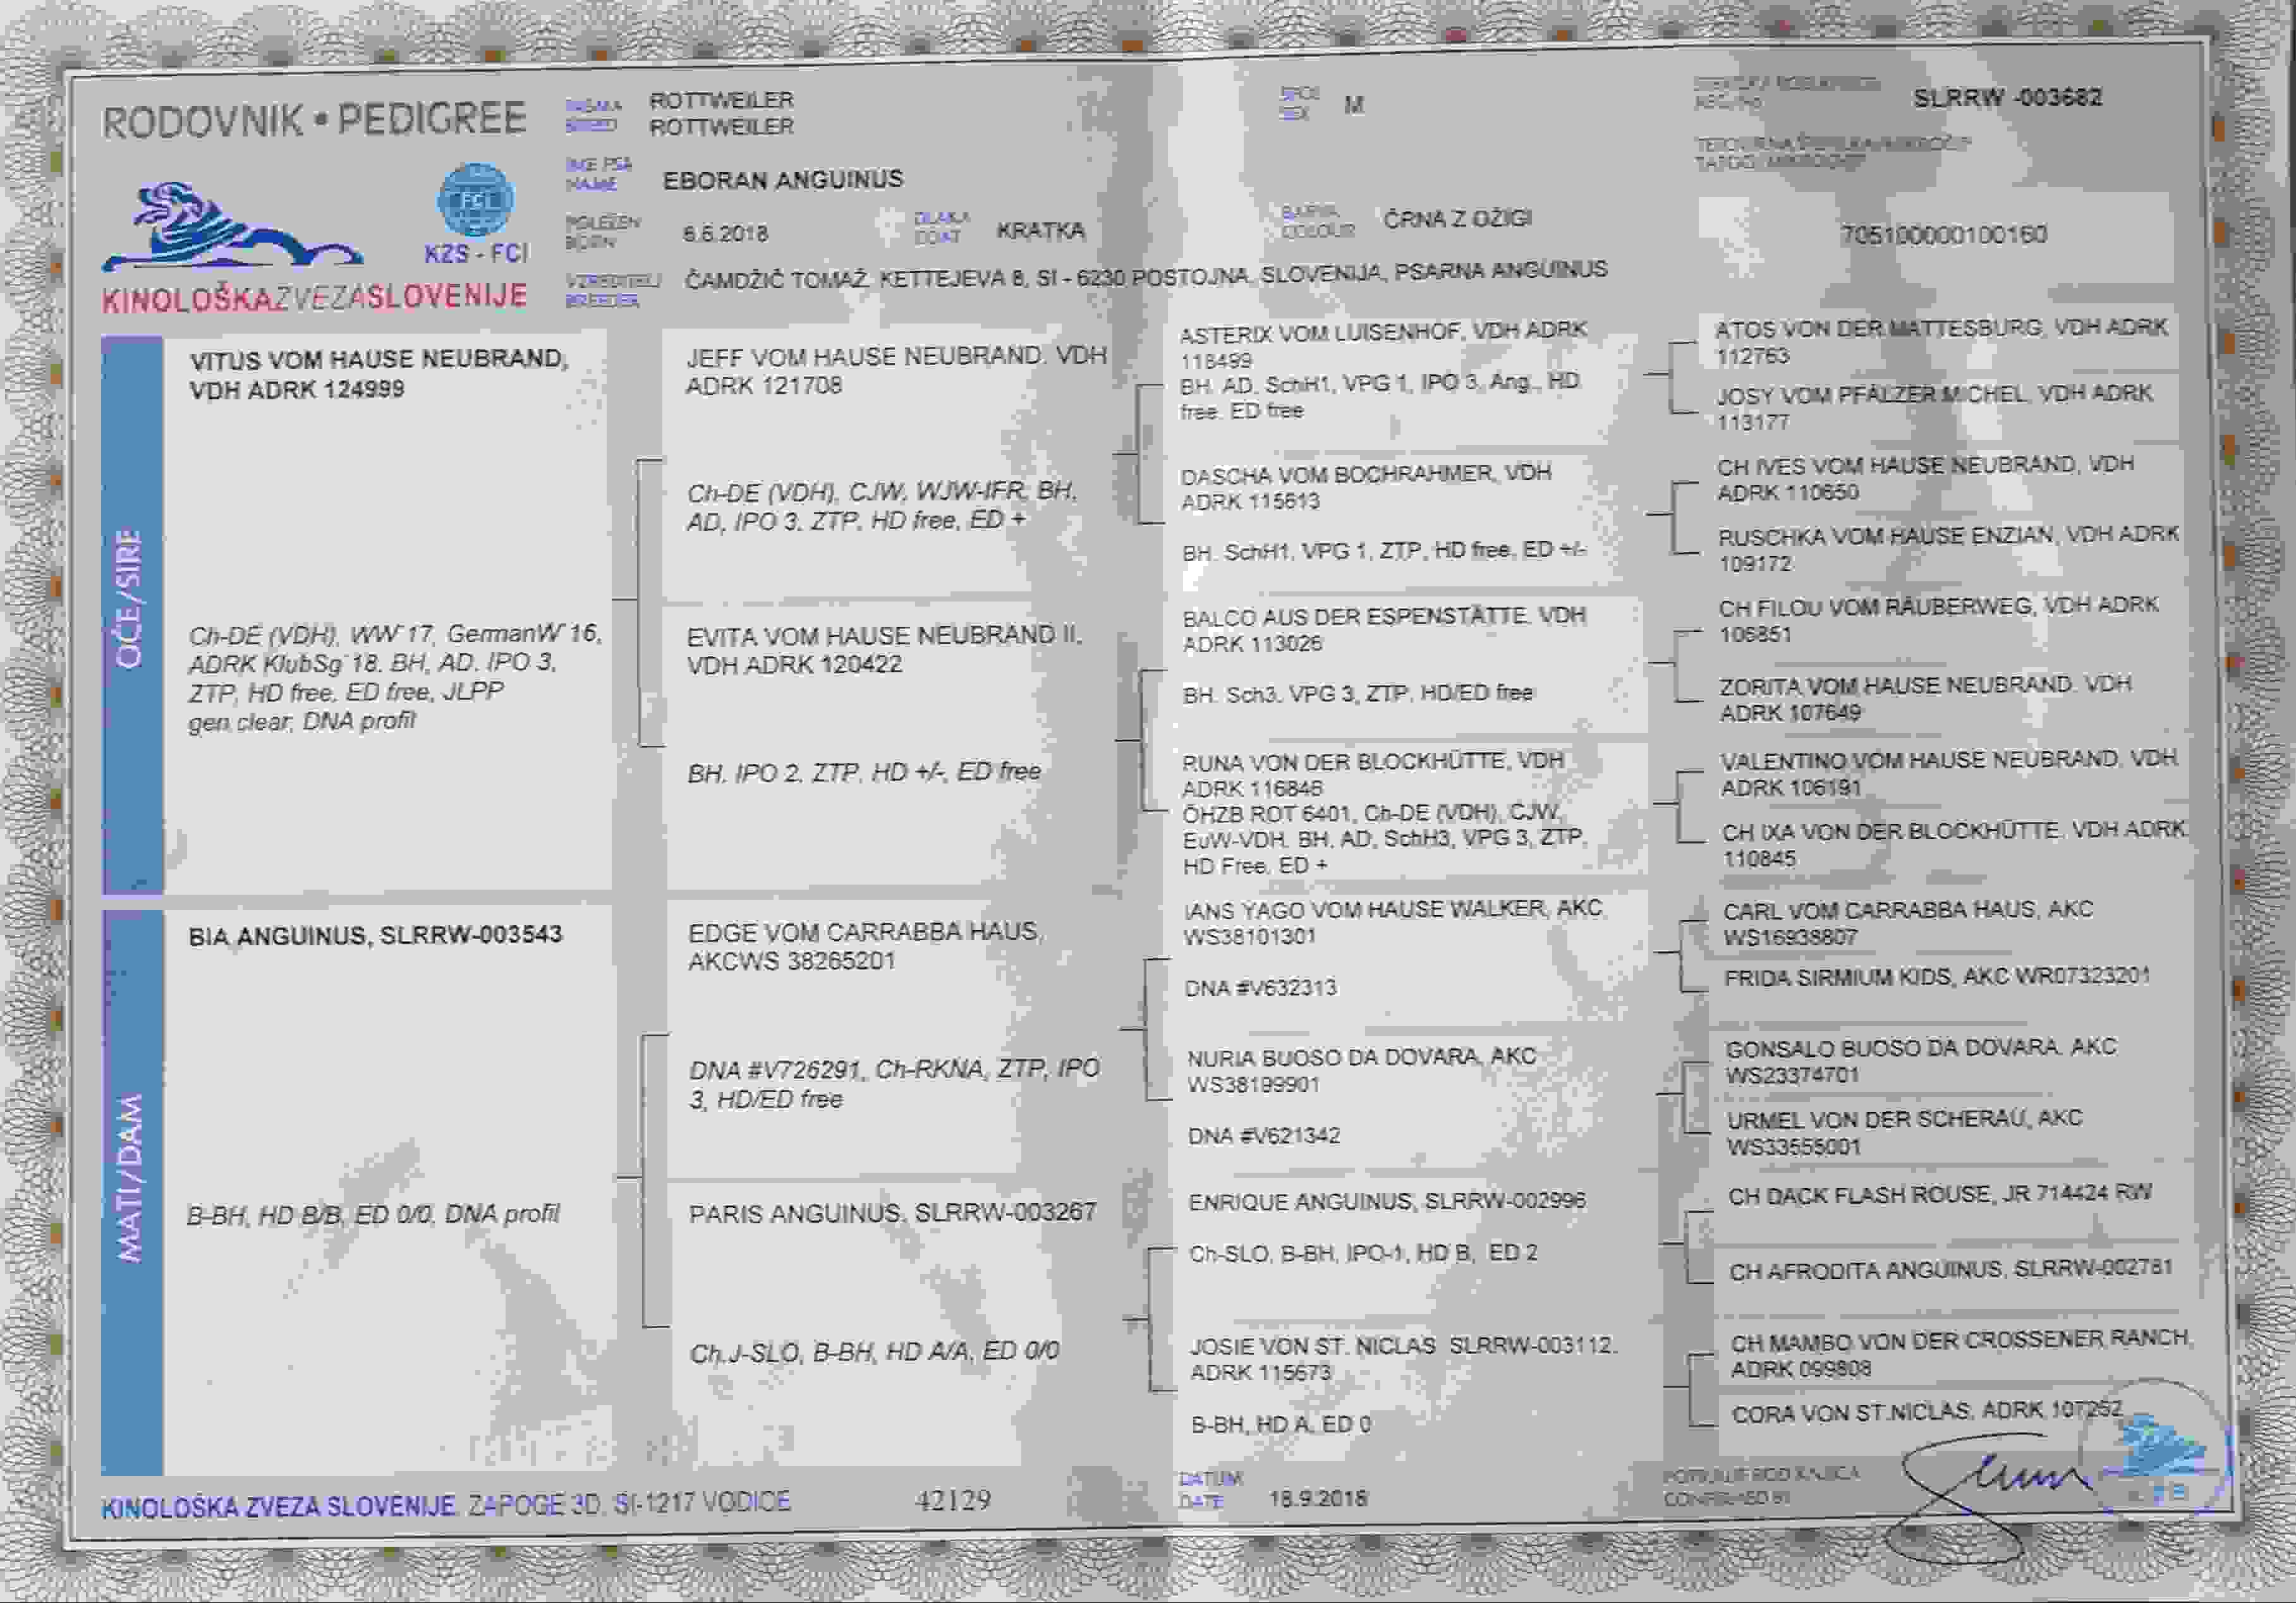 RODOVNIK • PEDIGREE
PASMA
BREED
ROTTWEILER
ROTTWEILER
SPOL
SEX
M
SLRRW -003682
IME PSA
NAME
EBORAN ANGUINUS
FCI
KZS - FCI
KINOLOŠKAZVEZASLOVENIJE
POLEŽEN
BORN
6.6.2018
DLAKA
COAT
KRATKA
BARVA
COLOUR
ČRNA Z OŽIGI
705100000100160
VZREDITELJ
BREEDER
ČAMDŽIČ TOMAŽ, KETTEJEVA 8, SI - 6230 POSTOJNA, SLOVENIJA, PSARNA ANGUINUS
OČE/SIRE
VITUS VOM HAUSE NEUBRAND,
VDH ADRK 124999
Ch-DE (VDH), WW´17, GermanW´16,
ADRK KlubSg´18, BH, AD, IPO 3,
ZTP, HD free, ED free, JLPP
gen.clear, DNA profil
JEFF VOM HAUSE NEUBRAND, VDH
ADRK 121708
Ch-DE (VDH), CJW, WJW-IFR, BH,
AD, IPO 3, ZTP, HD free, ED +
EVITA VOM HAUSE NEUBRAND II,
VDH ADRK 120422
BH, IPO 2, ZTP, HD +/-, ED free
ASTERIX VOM LUISENHOF, VDH ADRK
118499
BH, AD, SchH1, VPG 1, IPO 3, Ang., HD
free, ED free
DASCHA VOM BOCHRAHMER, VDH
ADRK 115613
BH, SchH1, VPG 1, ZTP, HD free, ED +/-
BALCO AUS DER ESPENSTÄTTE, VDH
ADRK 113026
BH, Sch3, VPG 3, ZTP, HD/ED free
RUNA VON DER BLOCKHÜTTE, VDH
ADRK 116846
ÖHZB ROT 6401, Ch-DE (VDH), CJW,
EuW-VDH, BH, AD, SchH3, VPG 3, ZTP,
HD Free, ED +
ATOS VON DER MATTESBURG, VDH ADRK
112763
JOSY VOM PFÄLZER MICHEL, VDH ADRK
113177
CH IVES VOM HAUSE NEUBRAND, VDH
ADRK 110650
RUSCHKA VOM HAUSE ENZIAN, VDH ADRK
109172
CH FILOU VOM RÄUBERWEG, VDH ADRK
106851
ZORITA VOM HAUSE NEUBRAND, VDH
ADRK 107649
VALENTINO VOM HAUSE NEUBRAND, VDH
ADRK 106191
CH IXA VON DER BLOCKHÜTTE, VDH ADRK
110845
MATI/DAM
BIA ANGUINUS, SLRRW-003543
B-BH, HD B/B, ED 0/0, DNA profil
EDGE VOM CARRABBA HAUS,
AKCWS 38265201
DNA #V726291, Ch-RKNA, ZTP, IPO
3, HD/ED free
PARIS ANGUINUS, SLRRW-003267
Ch.J-SLO, B-BH, HD A/A, ED 0/0
IANS YAGO VOM HAUSE WALKER, AKC
WS38101301
DNA #V632313
NURIA BUOSO DA DOVARA, AKC
WS38199901
DNA #V621342
ENRIQUE ANGUINUS, SLRRW-002996
Ch-SLO, B-BH, IPO-1, HD B, ED 2
JOSIE VON ST. NICLAS SLRRW-003112,
ADRK 115673
B-BH, HD A, ED 0
CARL VOM CARRABBA HAUS, AKC
WS16938807
FRIDA SIRMIUM KIDS, AKC WR07323201
GONSALO BUOSO DA DOVARA, AKC
WS23374701
URMEL VON DER SCHERAU, AKC
WS33555001
CH DACK FLASH ROUSE, JR 714424 RW
CH AFRODITA ANGUINUS, SLRRW-002781
CH MAMBO VON DER CROSSENER RANCH,
ADRK 099808
CORA VON ST.NICLAS, ADRK 107262
KINOLOŠKA ZVEZA SLOVENIJE, ZAPOGE 3D, SI-1217 VODICE
42129
DATUM
DATE
18.9.2018
CONFIRMED BY